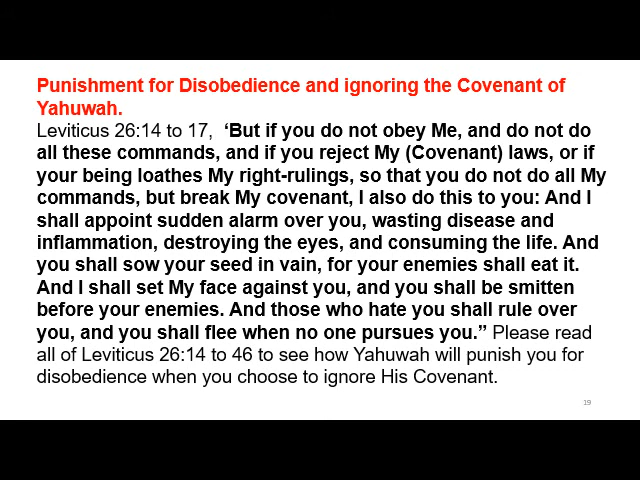 Punishment for Disobedience and ignoring the Covenant of
Yahuwah.
Leviticus 26:14 to 17, ‘But if you do not obey Me, and do not do
all these commands, and if you reject My (Covenant) laws, or if
your being loathes My right-rulings, so that you do not do all My
commands, but break My covenant, I also do this to you: And I
shall appoint sudden alarm over you, wasting disease and
inflammation, destroying the eyes, and consuming the life. And
you shall sow your seed in vain, for your enemies shall eat it.
And I shall set My face against you, and you shall be smitten
before your enemies. And those who hate you shall rule over
you, and you shall flee when no one pursues you.” Please read
all of Leviticus 26:14 to 46 to see how Yahuwah will punish you for
disobedience when you choose to ignore His Covenant.
19